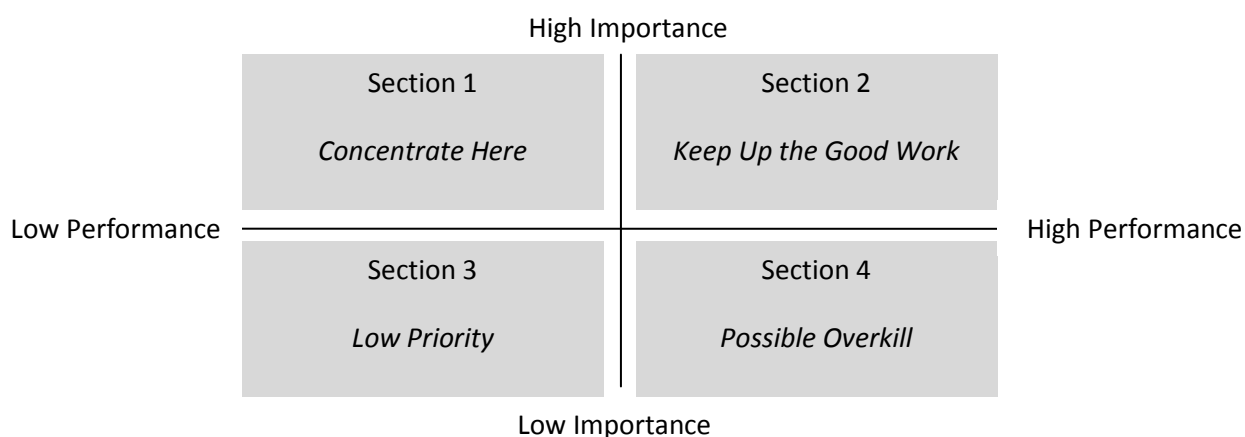 High Importance
Section 1
Concentrate Here
Section 2
Keep Up the Good Work
Low Performance
High Performance
Section 3
Low Priority
Section 4
Possible Overkill
Low Importance